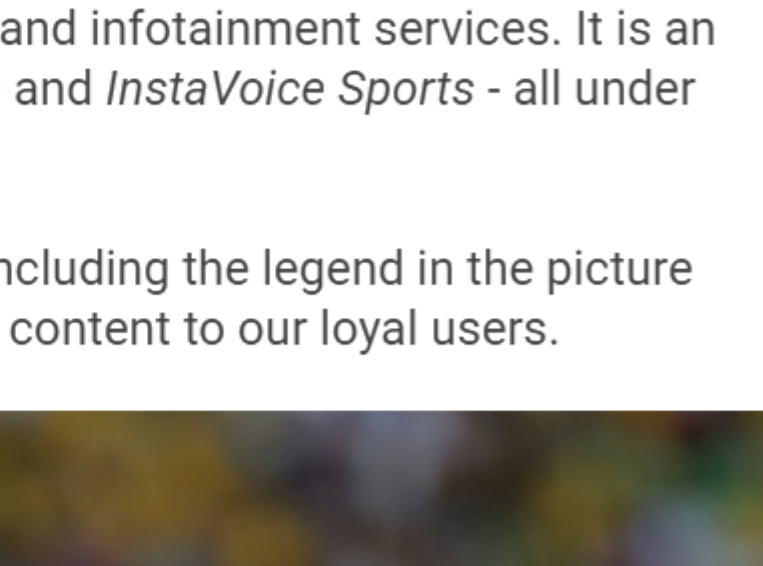 and infotainment services. It is an
and InstaVoice Sports - all under
ncluding the legend in the picture
content to our loyal users.